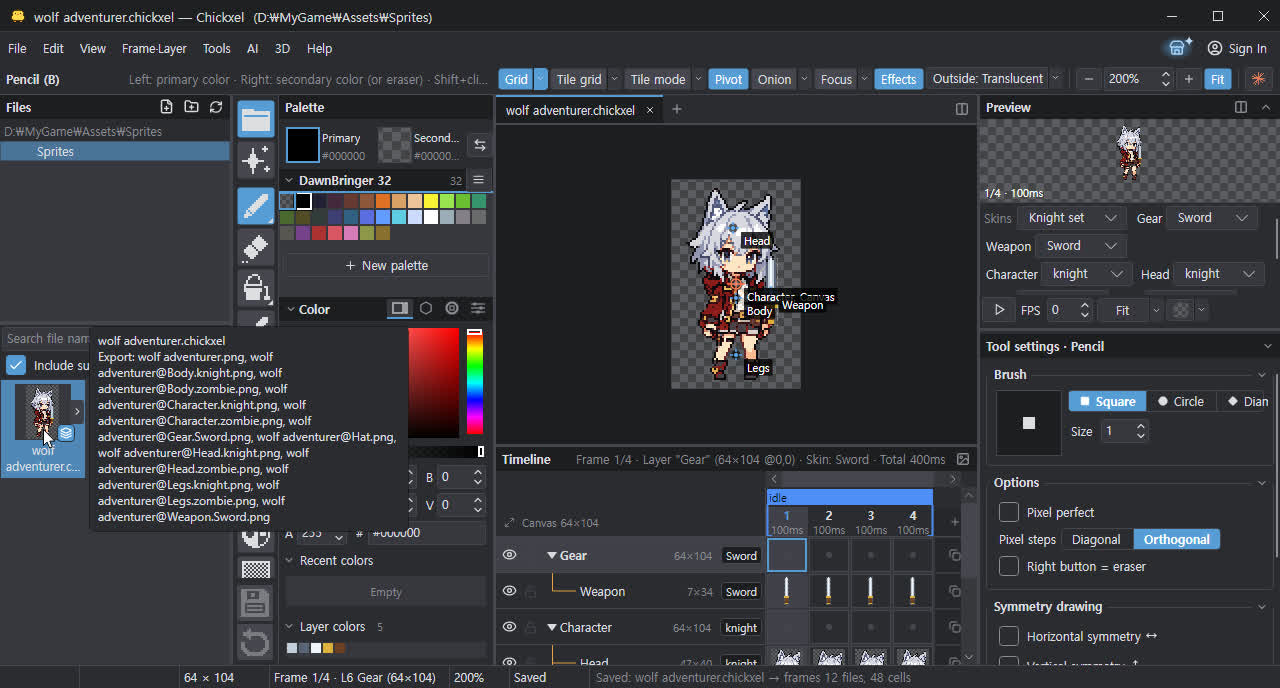 wolf adventurer.chickxel — Chickxel (D:₩MyGame₩Assets₩Sprites)
File Edit View Frame·Layer Tools AI 3D Help
Sign In
Pencil (B)
Left: primary color · Right: secondary color (or eraser) · Shift+cli...
Grid Tile grid Tile mode Pivot Onion Focus Effects Outside: Translucent
200%
Fit
Files
D:₩MyGame₩Assets₩Sprites
Sprites
Search file nam
Include su
wolf
adventurer.c...
wolf adventurer.chickxel
Export: wolf adventurer.png, wolf
adventurer@Body.knight.png, wolf
adventurer@Body.zombie.png, wolf
adventurer@Character.knight.png, wolf
adventurer@Character.zombie.png, wolf
adventurer@Gear.Sword.png, wolf adventurer@Hat.png,
wolf adventurer@Head.knight.png, wolf
adventurer@Head.zombie.png, wolf
adventurer@Legs.knight.png, wolf
adventurer@Legs.zombie.png, wolf
adventurer@Weapon.Sword.png
Palette
Primary
#000000
Second...
#00000...
DawnBringer 32
32
+ New palette
Color
B 0
V 0
A 255 # #000000
Recent colors
Empty
Layer colors 5
wolf adventurer.chickxel
Head
Character Canvas
Weapon
Body
Legs
Timeline
Frame 1/4 · Layer "Gear" (64×104 @0,0) · Skin: Sword · Total 400ms
Canvas 64×104
idle
1 2 3 4
100ms 100ms 100ms 100ms
Gear 64×104 Sword
Weapon 7×34 Sword
Character 64×104 knight
Head 47×40 knight
Preview
1/4 · 100ms
Skins Knight set Gear Sword
Weapon Sword
Character knight Head knight
FPS 0 Fit
Tool settings · Pencil
Brush
Square Circle Dian
Size 1
Options
Pixel perfect
Pixel steps Diagonal Orthogonal
Right button = eraser
Symmetry drawing
Horizontal symmetry ↔
Vertical symmetry ↕
64 × 104
Frame 1/4 · L6 Gear (64×104)
200%
Saved
Saved: wolf adventurer.chickxel → frames 12 files, 48 cells